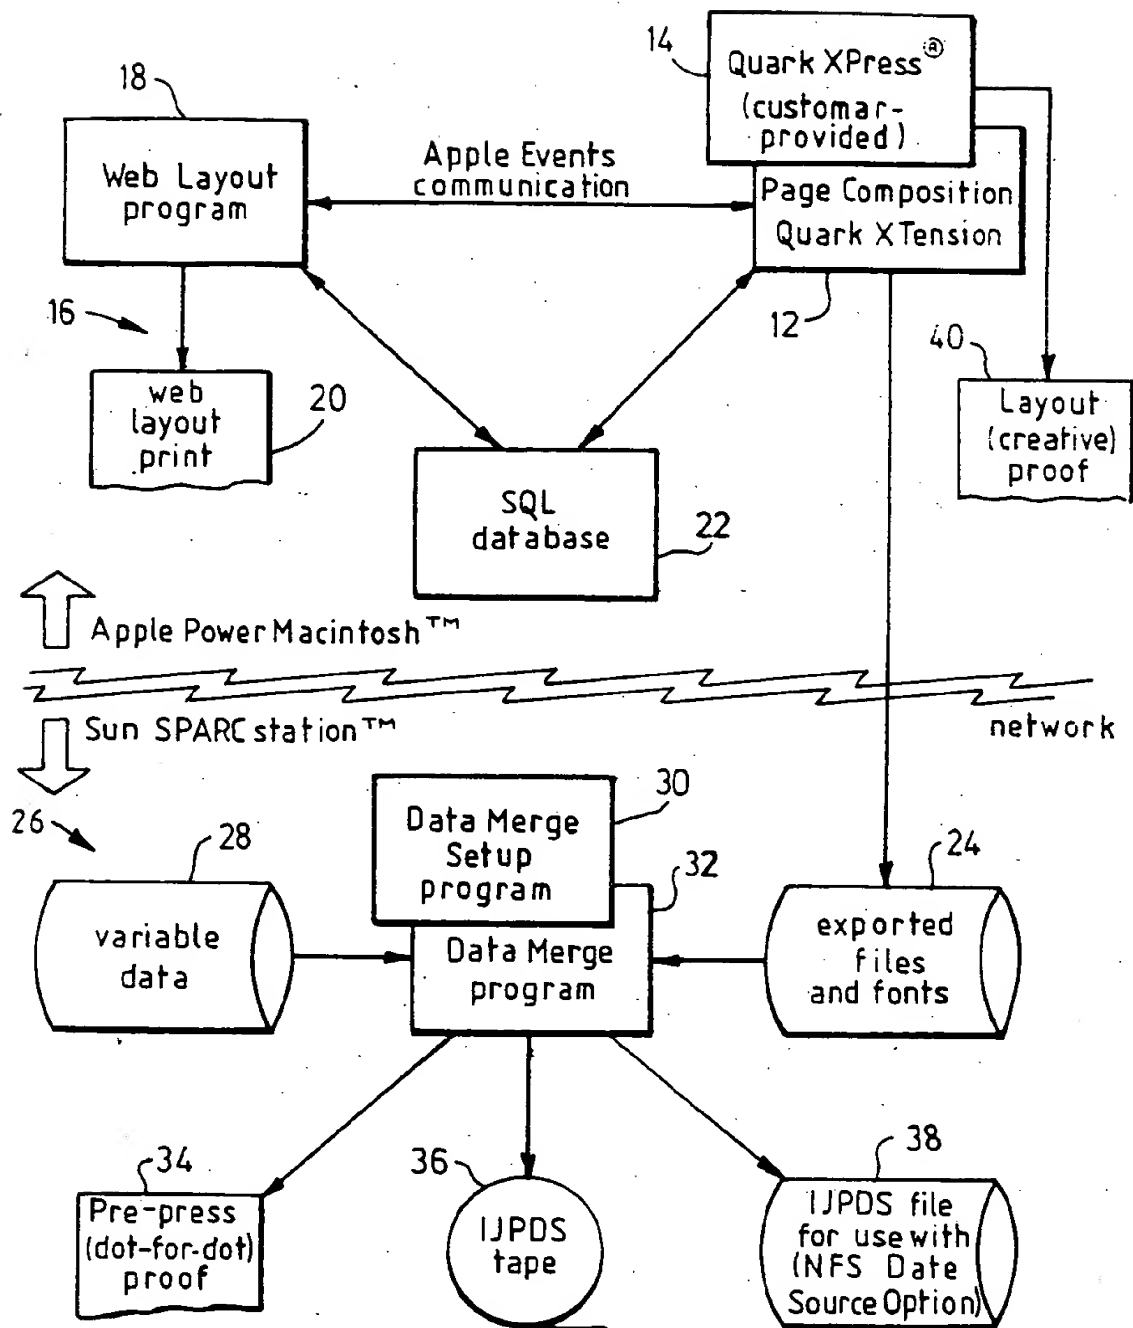 14
Quark XPress®
(customar-
provided)
18
Web Layout
program
Apple Events
communication
Page Composition
Quark XTension
16
12
40
web
layout
print
20
Layout
(creative)
proof
SQL
database
22
Apple Power Macintosh™
Sun SPARCstation™
network
26
28
30
Data Merge
Setup
program
32
24
variable
data
Data Merge
program
exported
files
and fonts
34
36
38
Pre-press
(dot-for-dot)
proof
IJPDS
tape
IJPDS file
for use with
(NFS Date
Source Option)